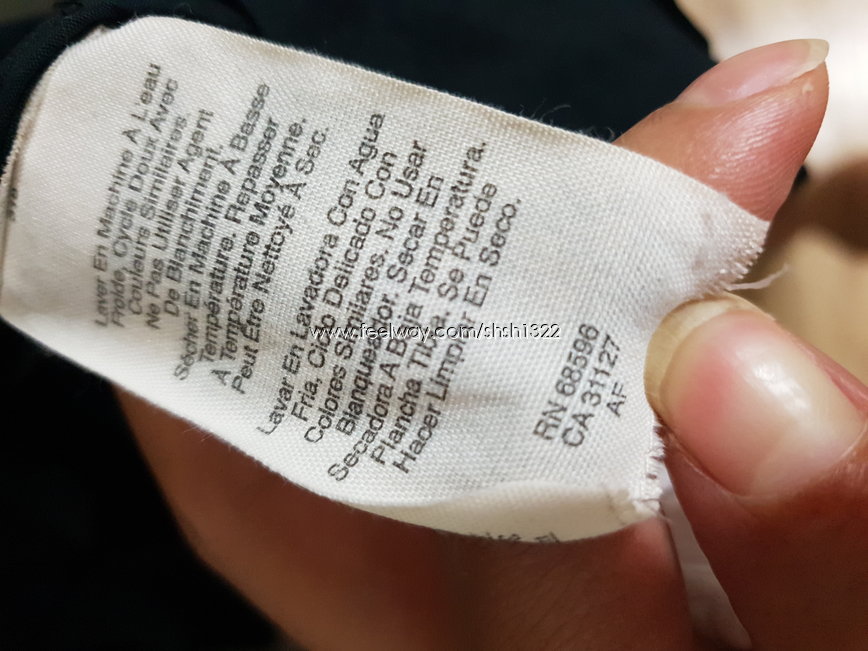 Laver En Machine À L'eau
Froide, Cycle Doux Avec
Couleurs Similaires.
Ne Pas Utiliser Agent
De Blanchiment.
Sécher En Machine À Basse
Température. Repasser
À Température Moyenne.
Peut Être Nettoyé À Sec.
Lavar En Lavadora Con Agua
Fria, Ciclo Delicado Con
Colores Similares. No Usar
Blanqueador. Secar En
Secadora A Baja Temperatura.
Plancha Tibia. Se Puede
Hacer Limpiar En Seco.
RN 68596
CA 31127
AF
www.feelway.com/shsh1322